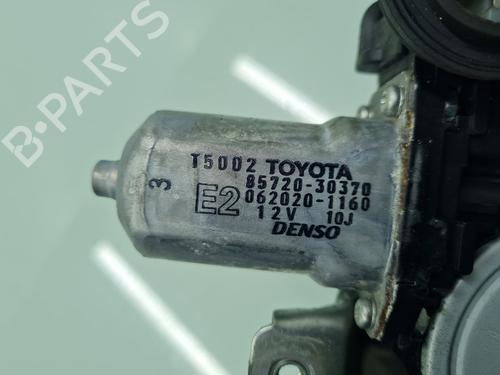 B-PARTS
T5002 TOYOTA
85720-30370
E2 062020-1160
12V 10J
DENSO
3